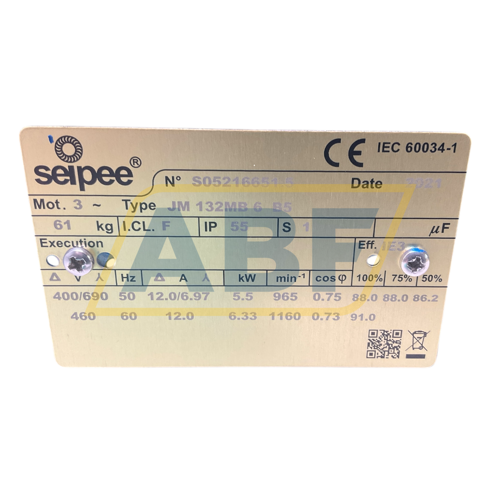 seipee®
CE IEC 60034-1
N° Date
Mot. 3 ~ Type JM 132MB 6 B5
61 kg I.CL. F IP 55 S 1 µF
Execution Eff. IE3
Δ V Hz Δ A Y kW min⁻¹ cosφ 100% 75% 50%
400/690 50 12.0/6.97 5.5 965 0.75 88.0 88.0 86.2
460 60 12.0 6.33 1160 0.73 91.0
ABF